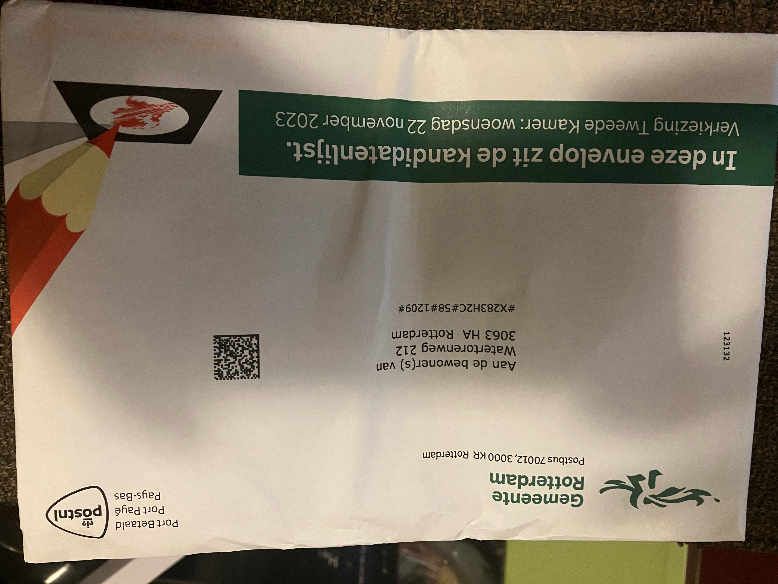 Gemeente
Rotterdam
Postbus 70012, 3000 KR Rotterdam
Port Betaald
Port Payé
Pays-Bas
postnl
123132
Aan de bewoner(s) van
Watertorenweg 212
3063 HA Rotterdam
#X283H2C#58#1209#
In deze envelop zit de kandidatenlijst.
Verkiezing Tweede Kamer: woensdag 22 november 2023